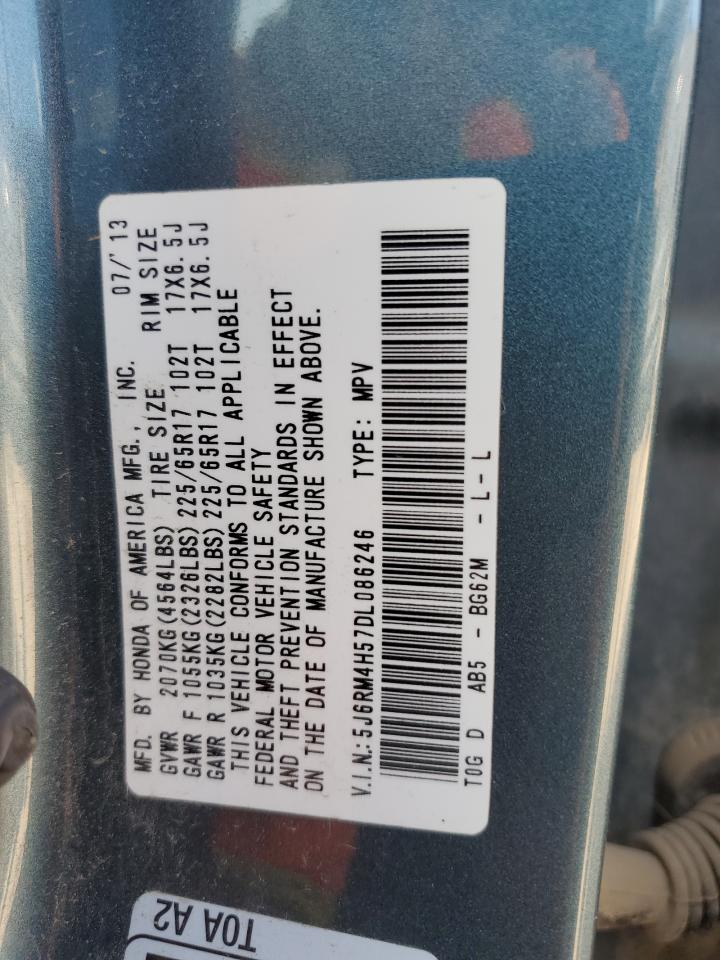 MFD. BY HONDA OF AMERICA MFG., INC. 07/'13
GVWR 2070KG(4564LBS) TIRE SIZE RIM SIZE
GAWR F 1055KG(2326LBS)225/65R17 102T 17X6.5J
GAWR R 1035KG(2282LBS)225/65R17 102T 17X6.5J
THIS VEHICLE CONFORMS TO ALL APPLICABLE
FEDERAL MOTOR VEHICLE SAFETY
AND THEFT PREVENTION STANDARDS IN EFFECT
ON THE DATE OF MANUFACTURE SHOWN ABOVE.
V.I.N.:5J6RM4H57DL086246 TYPE: MPV
T0G D AB5 - BG62M - L-L
T0A A2